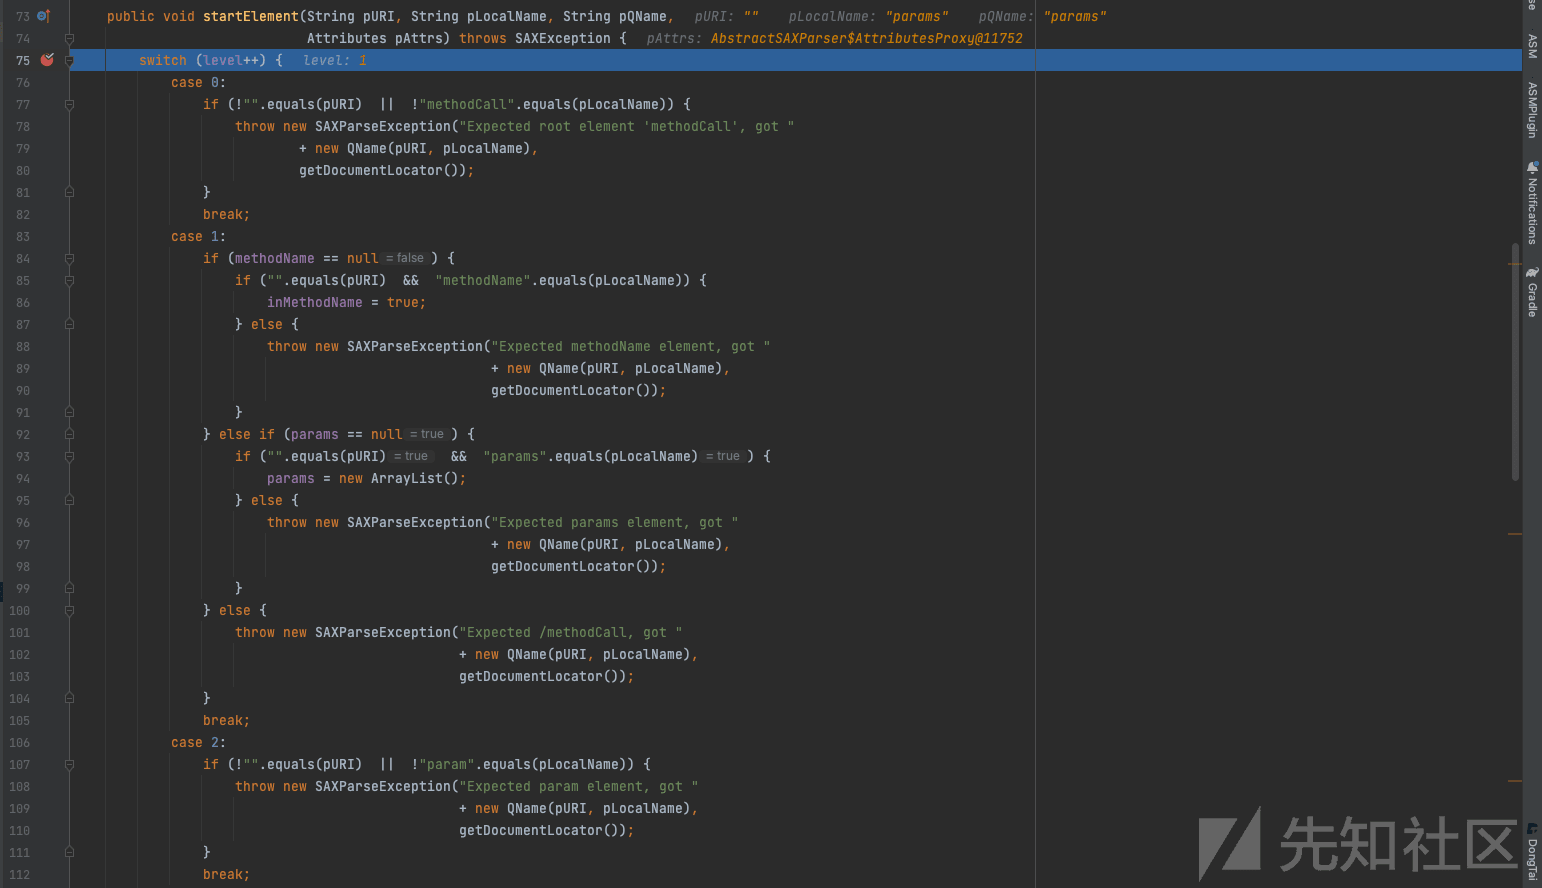 73 public void startElement(String pURI, String pLocalName, String pQName, pURI: "" pLocalName: "params" pQName: "params"
74 Attributes pAttrs) throws SAXException { pAttrs: AbstractSAXParser$AttributesProxy@11752
75 switch (level++) { level: 1
76 case 0:
77 if (!"".equals(pURI) || !"methodCall".equals(pLocalName)) {
78 throw new SAXParseException("Expected root element 'methodCall', got "
79 + new QName(pURI, pLocalName),
80 getDocumentLocator());
81 }
82 break;
83 case 1:
84 if (methodName == null = false ) {
85 if ("".equals(pURI) && "methodName".equals(pLocalName)) {
86 inMethodName = true;
87 } else {
88 throw new SAXParseException("Expected methodName element, got "
89 + new QName(pURI, pLocalName),
90 getDocumentLocator());
91 }
92 } else if (params == null = true ) {
93 if ("".equals(pURI) = true && "params".equals(pLocalName) = true ) {
94 params = new ArrayList();
95 } else {
96 throw new SAXParseException("Expected params element, got "
97 + new QName(pURI, pLocalName),
98 getDocumentLocator());
99 }
100 } else {
101 throw new SAXParseException("Expected /methodCall, got "
102 + new QName(pURI, pLocalName),
103 getDocumentLocator());
104 }
105 break;
106 case 2:
107 if (!"".equals(pURI) || !"param".equals(pLocalName)) {
108 throw new SAXParseException("Expected param element, got "
109 + new QName(pURI, pLocalName),
110 getDocumentLocator());
111 }
112 break;
se
ASM
ASMPlugin
Notifications
Gradle
DongTai
先知社区